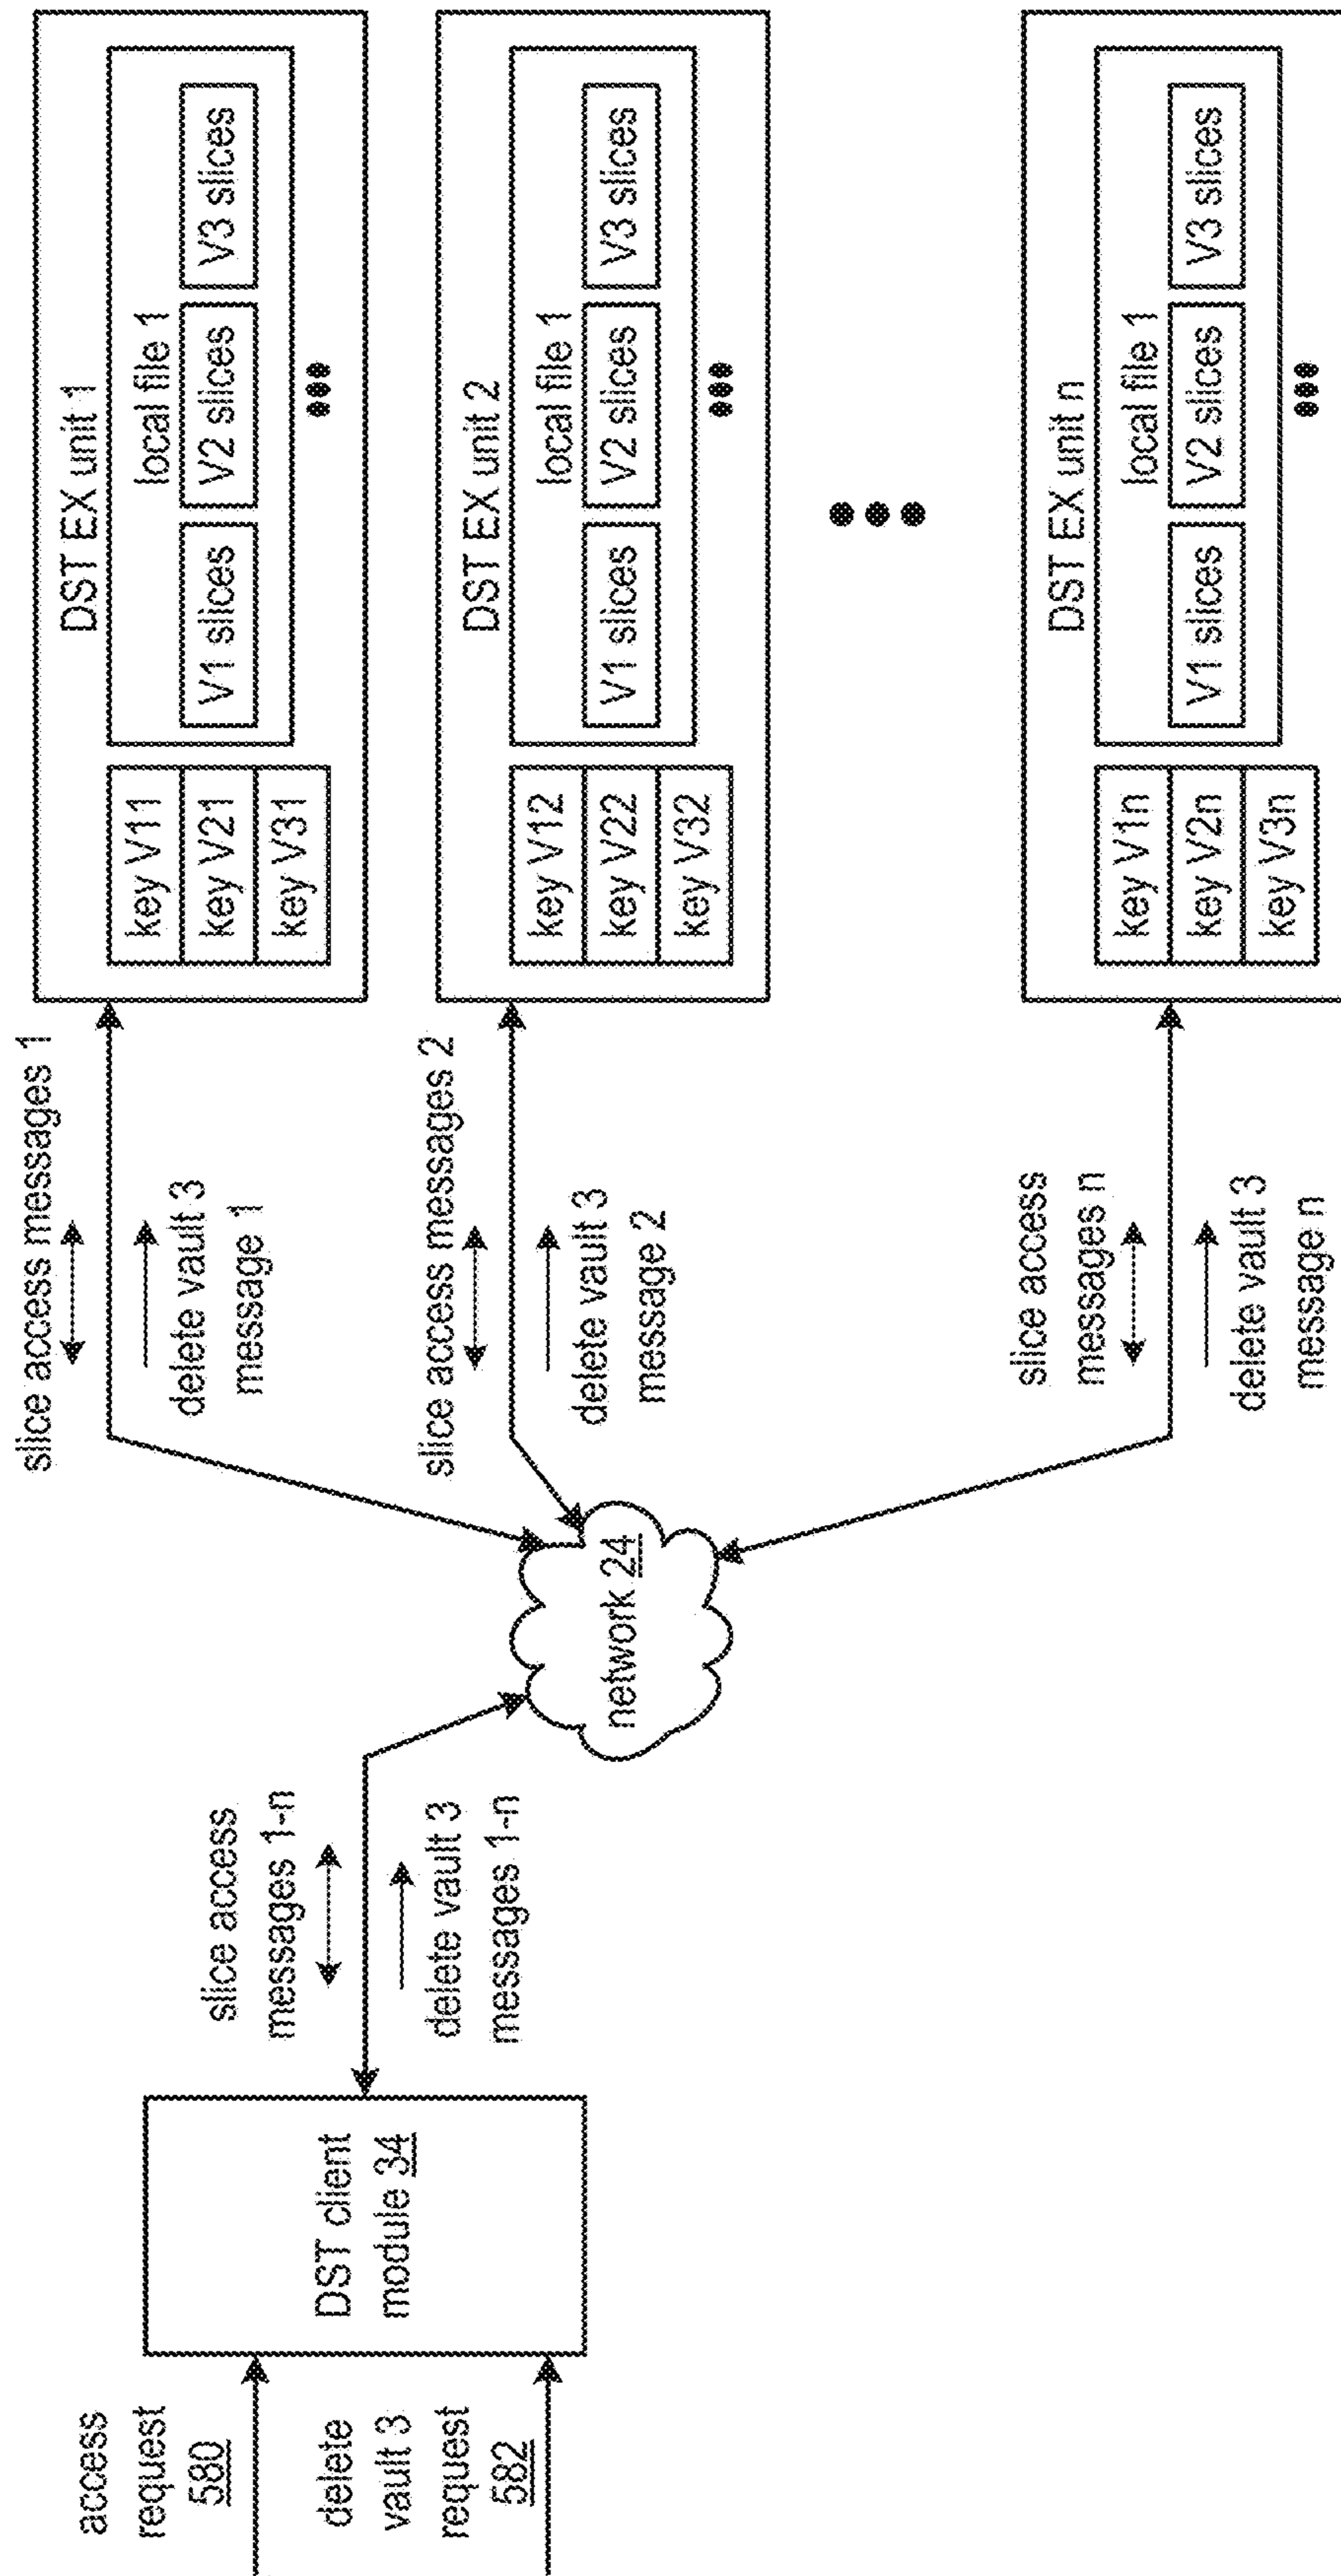 access
request
580
delete
vault 3
request
582
DST client
module 34
slice access
messages 1-n
delete vault 3
messages 1-n
network 24
slice access messages 1
delete vault 3
message 1
slice access messages 2
delete vault 3
message 2
slice access
messages n
delete vault 3
message n
DST EX unit 1
key V11
key V21
key V31
local file 1
V1 slices
V2 slices
V3 slices
DST EX unit 2
key V12
key V22
key V32
local file 1
V1 slices
V2 slices
V3 slices
DST EX unit n
key V1n
key V2n
key V3n
local file 1
V1 slices
V2 slices
V3 slices